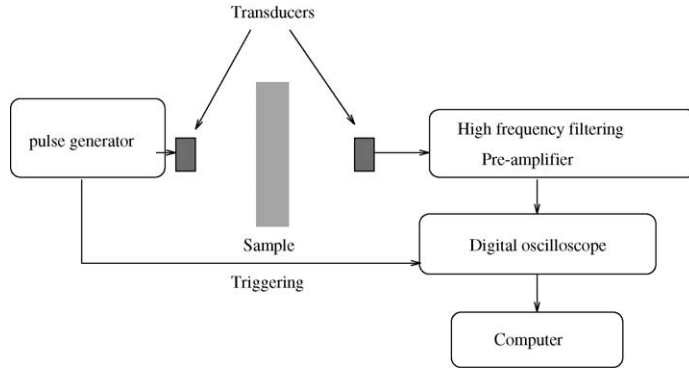 Transducers
pulse generator
High frequency filtering
Pre-amplifier
Sample
Digital oscilloscope
Triggering
Computer